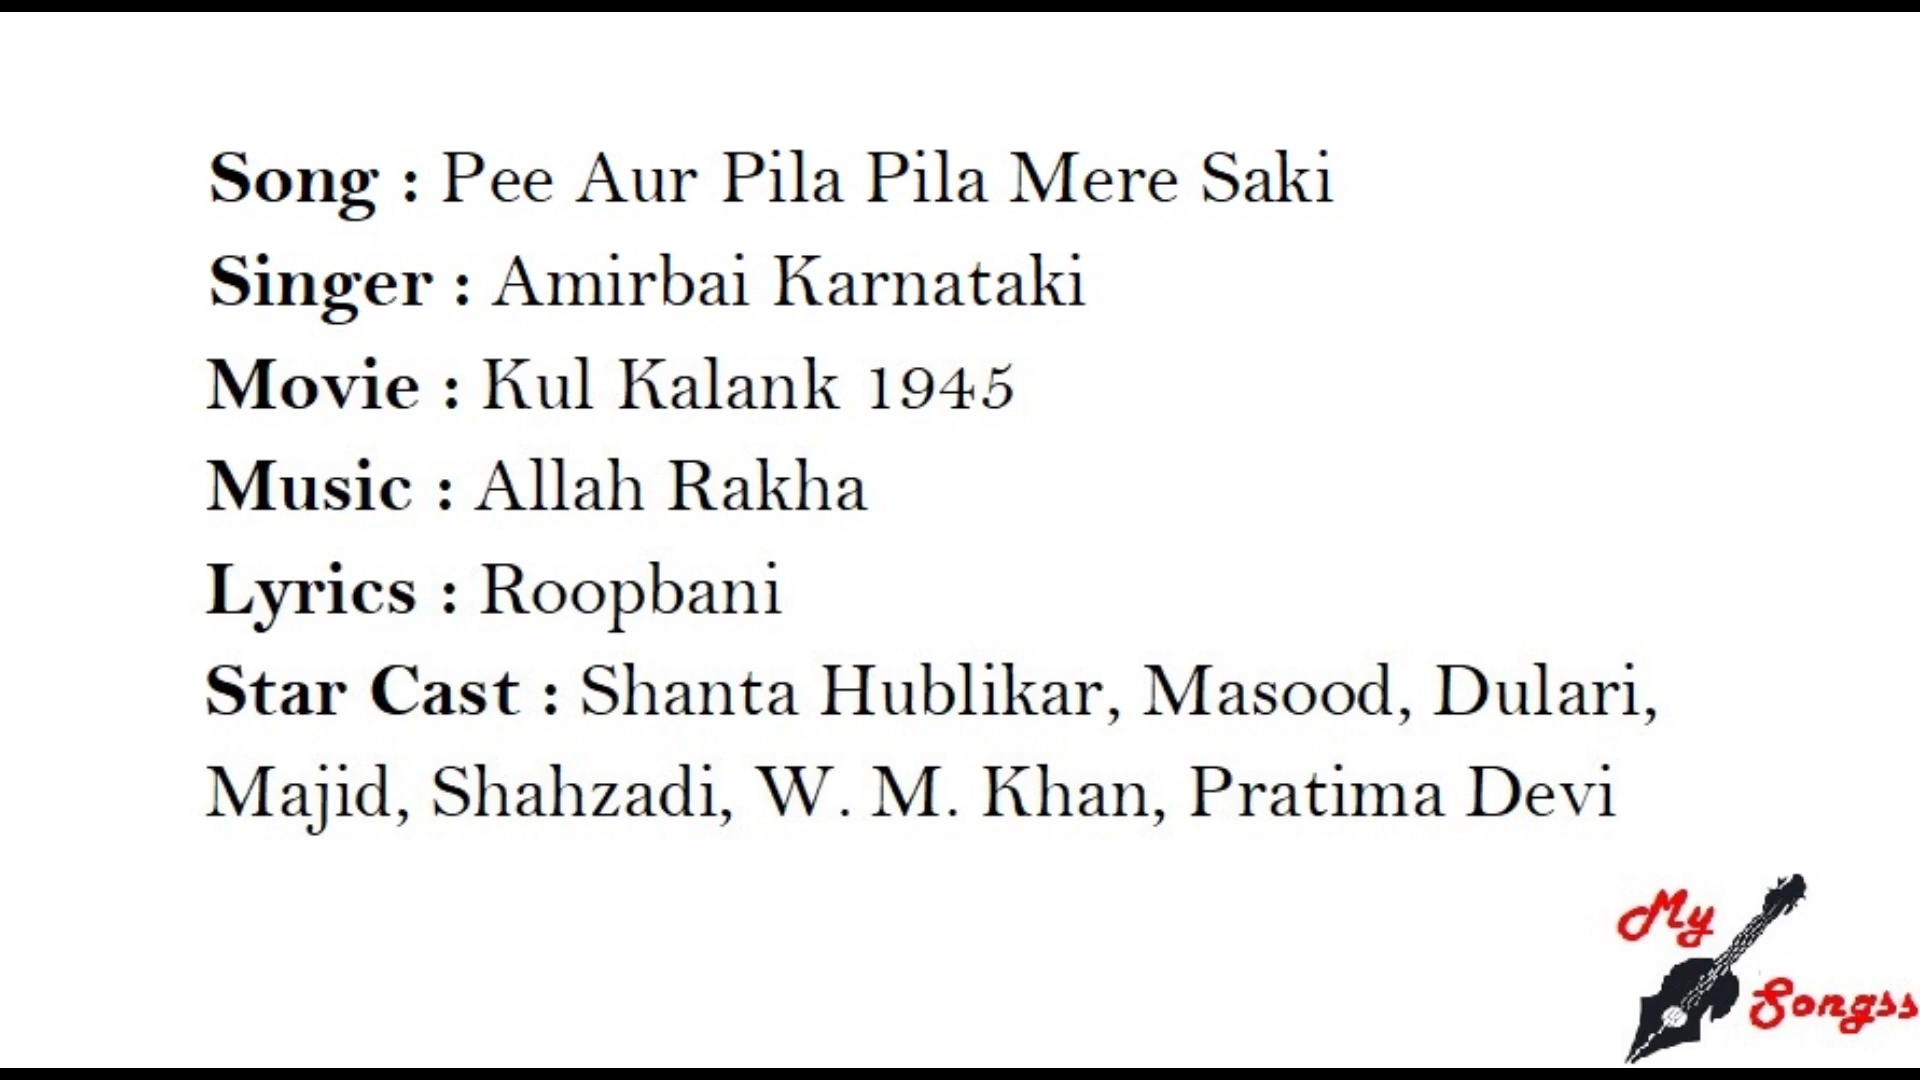 Song : Pee Aur Pila Pila Mere Saki
Singer : Amirbai Karnataki
Movie : Kul Kalank 1945
Music : Allah Rakha
Lyrics : Roopbani
Star Cast : Shanta Hublikar, Masood, Dulari,
Majid, Shahzadi, W. M. Khan, Pratima Devi
My
Songss